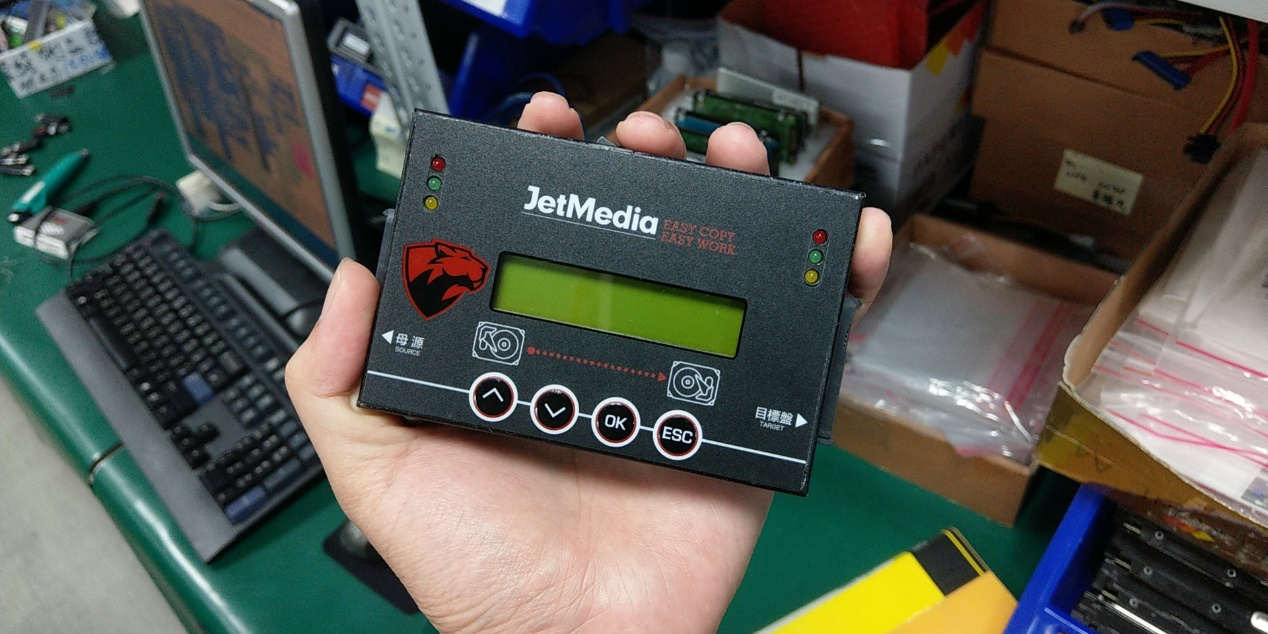 JetMedia
EASY COPY
EASY WORK
母源
SOURCE
目標盤
TARGET
OK
ESC